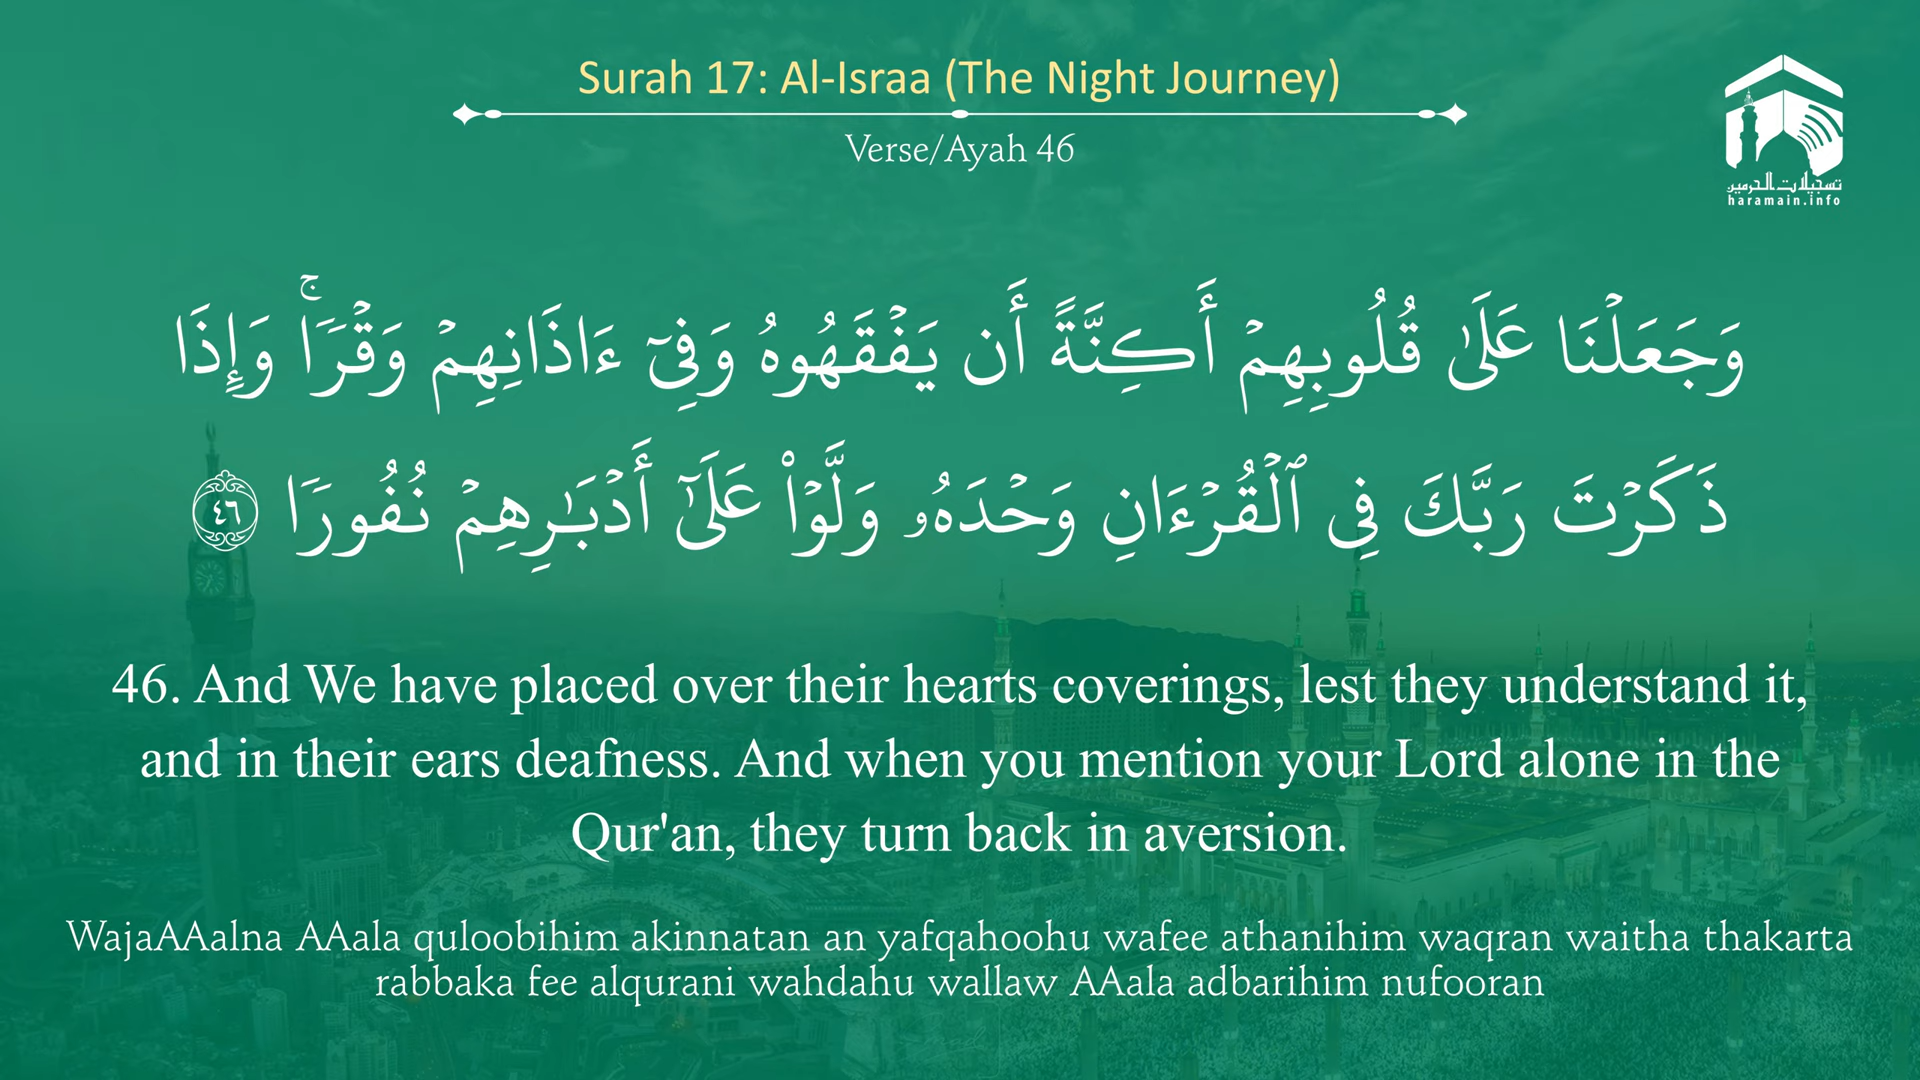 Surah 17: Al-Israa (The Night Journey)
Verse/Ayah 46
تسجيلات الحرمين
haramain.info
وَجَعَلۡنَا عَلَىٰ قُلُوبِهِمۡ أَكِنَّةً أَن يَفۡقَهُوهُ وَفِيٓ ءَاذَانِهِمۡ وَقۡرٗاۚ وَإِذَا
ذَكَرۡتَ رَبَّكَ فِي ٱلۡقُرۡءَانِ وَحۡدَهُۥ وَلَّوۡاْ عَلَىٰٓ أَدۡبَٰرِهِمۡ نُفُورٗا ٤٦
46. And We have placed over their hearts coverings, lest they understand it,
and in their ears deafness. And when you mention your Lord alone in the
Qur'an, they turn back in aversion.
WajaAAalna AAala quloobihim akinnatan an yafqahoohu wafee athanihim waqran waitha thakarta
rabbaka fee alqurani wahdahu wallaw AAala adbarihim nufooran